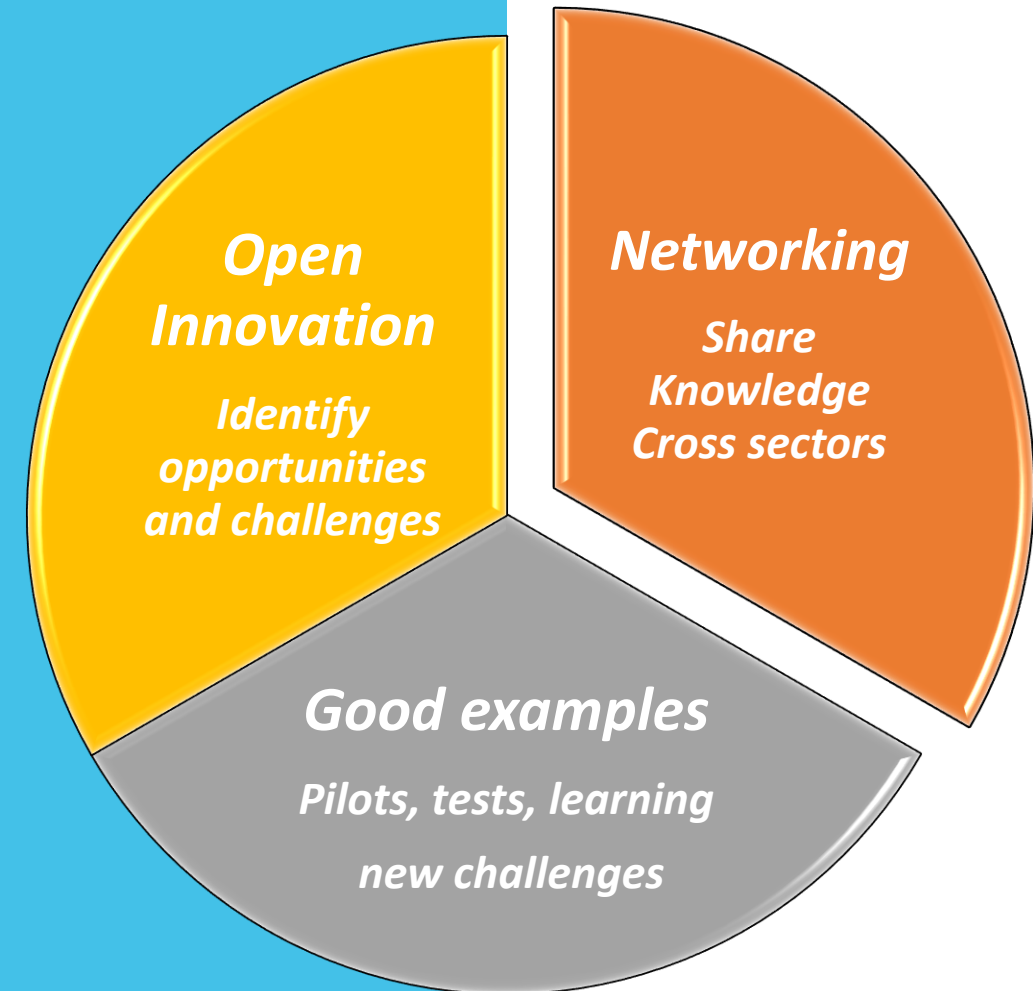 Open
Innovation
Identify
opportunities
and challenges
Networking
Share
Knowledge
Cross sectors
Good examples
Pilots, tests, learning
new challenges